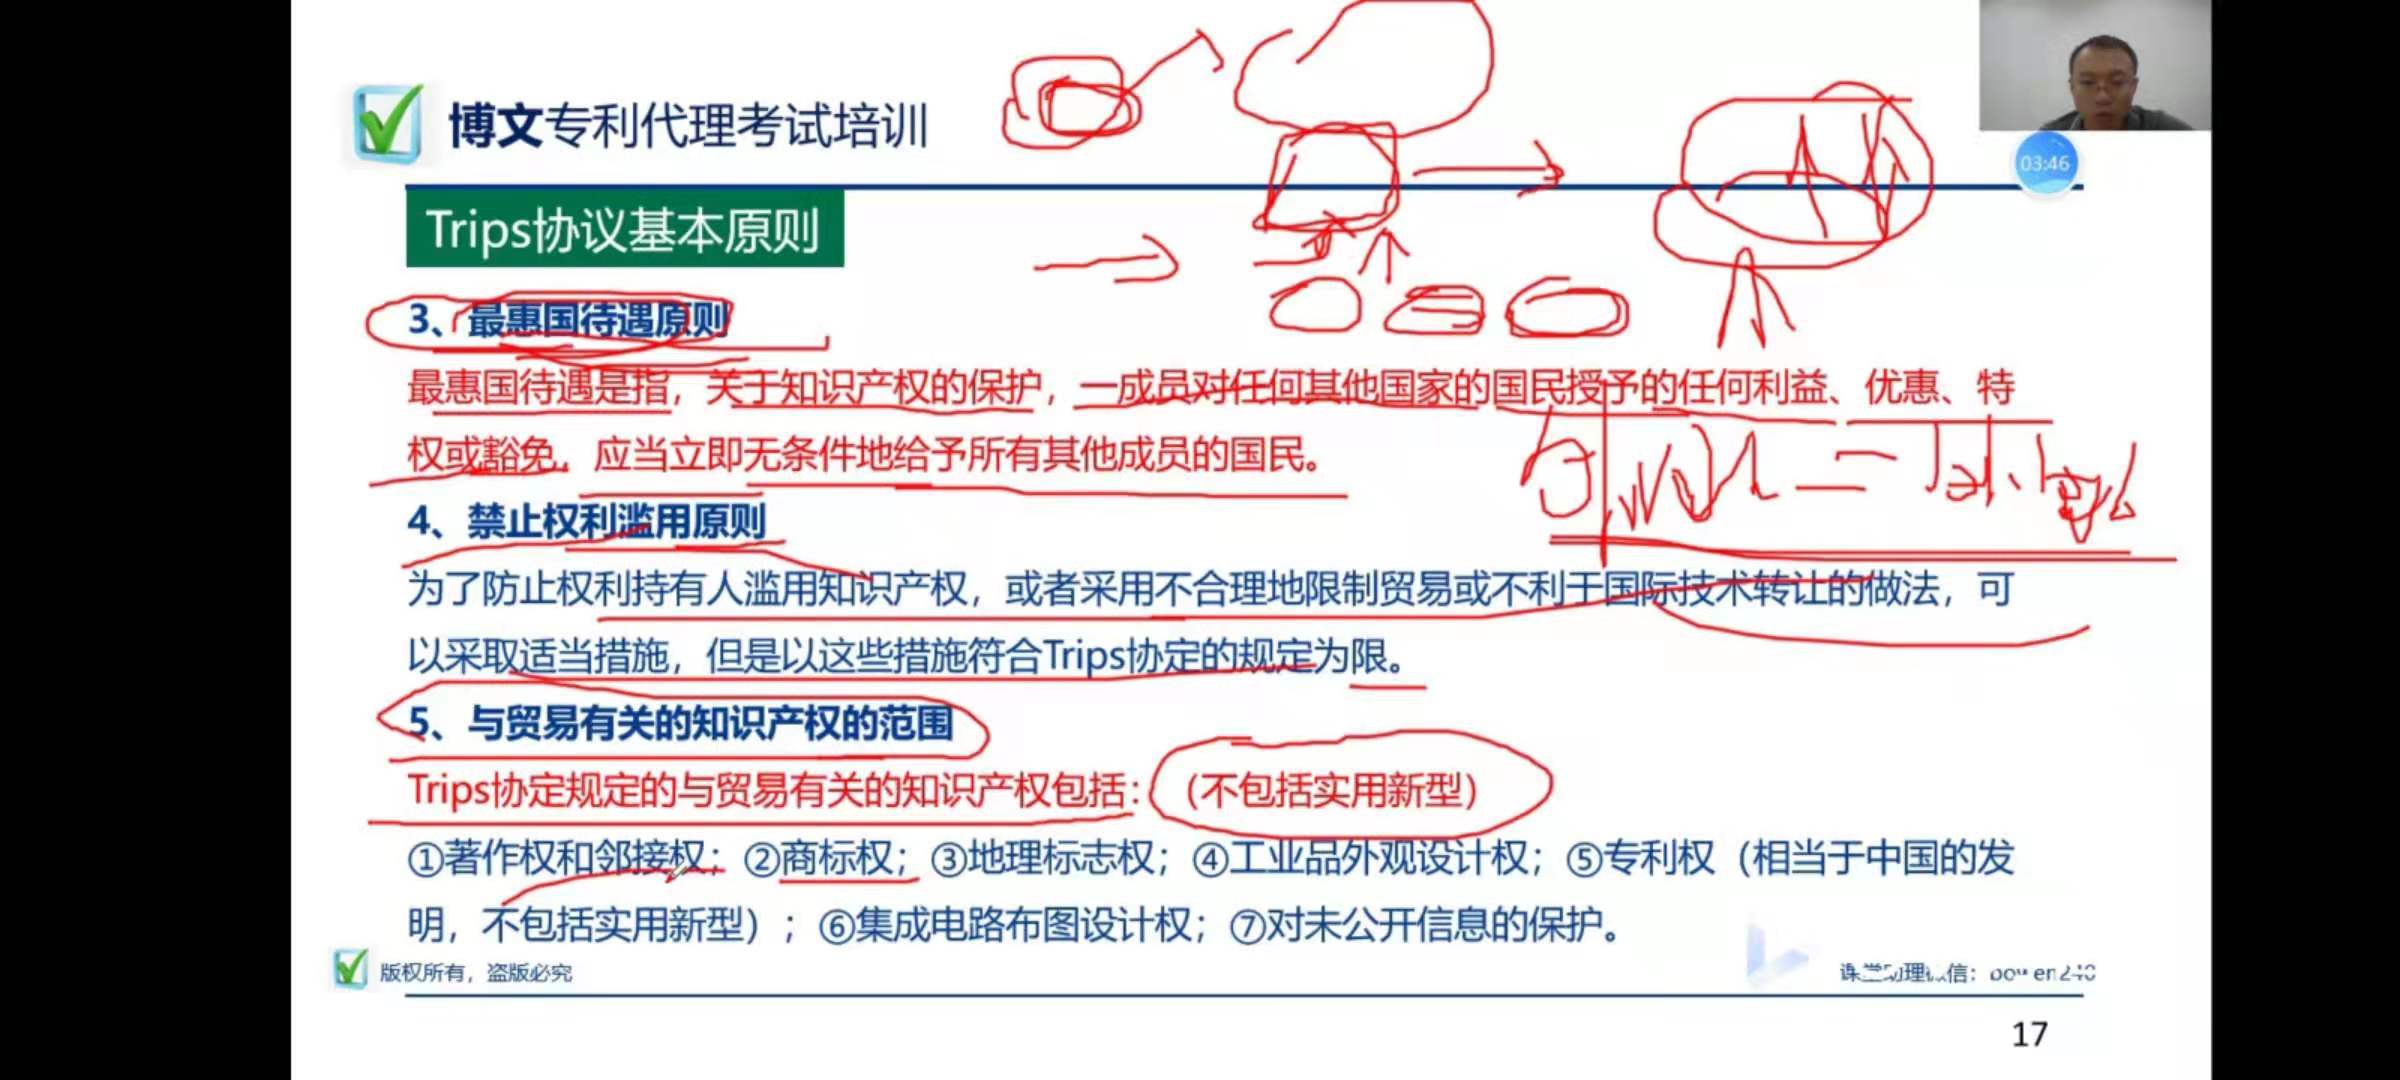 博文专利代理考试培训
03:46
Trips协议基本原则
3、最惠国待遇原则
最惠国待遇是指，关于知识产权的保护，一成员对任何其他国家的国民授予的任何利益、优惠、特
权或豁免，应当立即无条件地给予所有其他成员的国民。
4、禁止权利滥用原则
为了防止权利持有人滥用知识产权，或者采用不合理地限制贸易或不利于国际技术转让的做法，可
以采取适当措施，但是以这些措施符合Trips协定的规定为限。
5、与贸易有关的知识产权的范围
Trips协定规定的与贸易有关的知识产权包括：（不包括实用新型）
①著作权和邻接权；②商标权；③地理标志权；④工业品外观设计权；⑤专利权（相当于中国的发
明，不包括实用新型）；⑥集成电路布图设计权；⑦对未公开信息的保护。
版权所有，盗版必究
课堂助理微信：
17